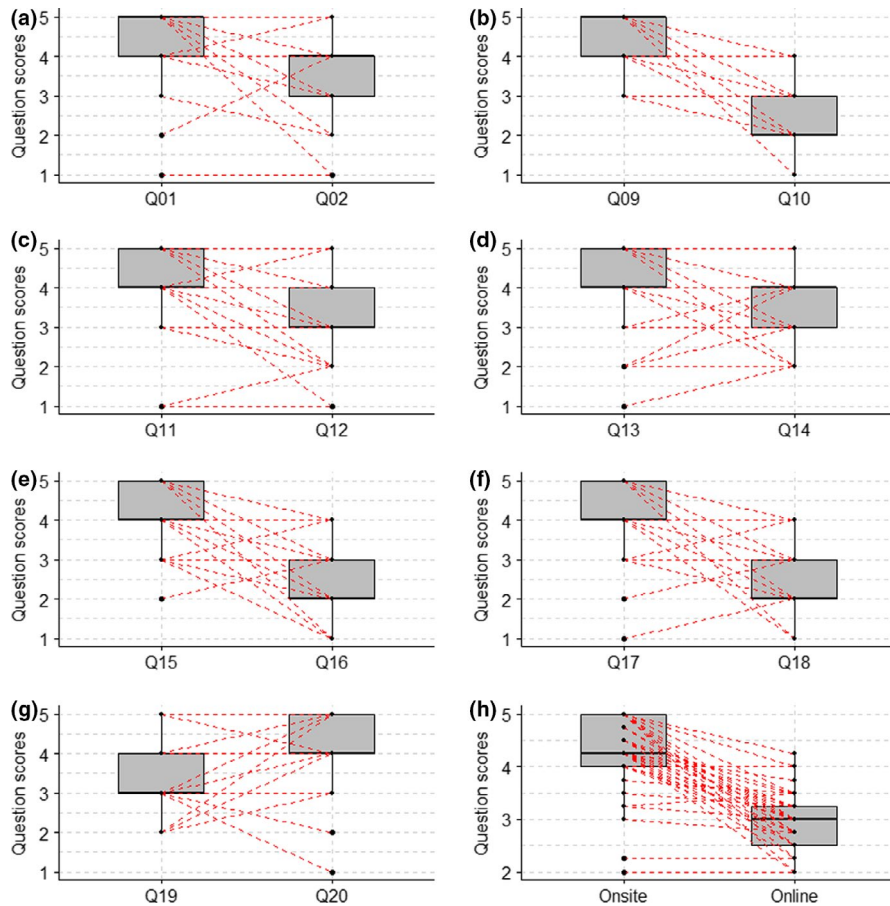 (a)
Question scores
5
4
3
2
1
Q01 Q02
(b)
Question scores
5
4
3
2
1
Q09 Q10
(c)
Question scores
5
4
3
2
1
Q11 Q12
(d)
Question scores
5
4
3
2
1
Q13 Q14
(e)
Question scores
5
4
3
2
1
Q15 Q16
(f)
Question scores
5
4
3
2
1
Q17 Q18
(g)
Question scores
5
4
3
2
1
Q19 Q20
(h)
Question scores
5
4
3
2
Onsite Online